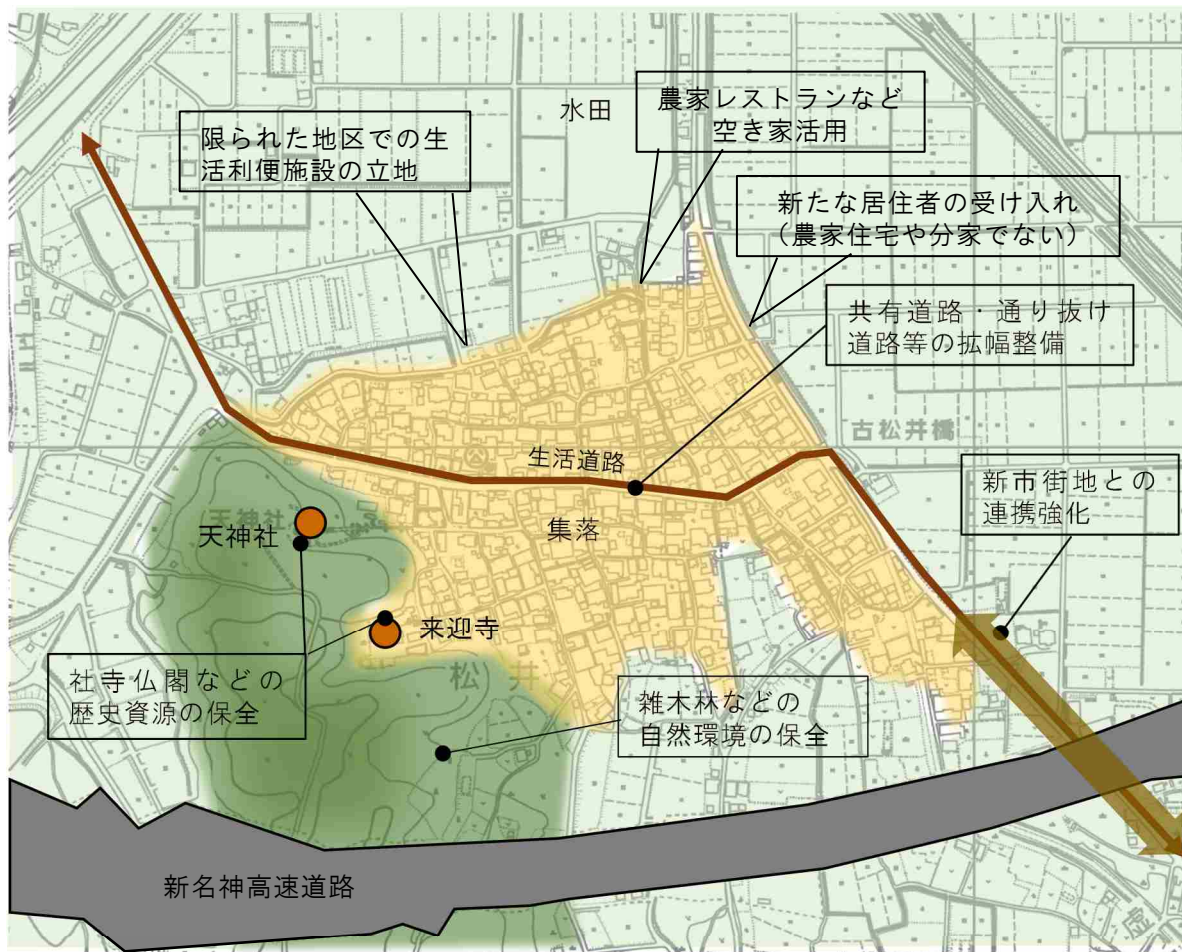 水田
農家レストランなど
空き家活用
限られた地区での生
活利便施設の立地
新たな居住者の受け入れ
（農家住宅や分家でない）
共有道路・通り抜け
道路等の拡幅整備
古松井橋
生活道路
新市街地との
連携強化
集落
天神社
天神社
来迎寺
松井
社寺仏閣などの
歴史資源の保全
雑木林などの
自然環境の保全
新名神高速道路